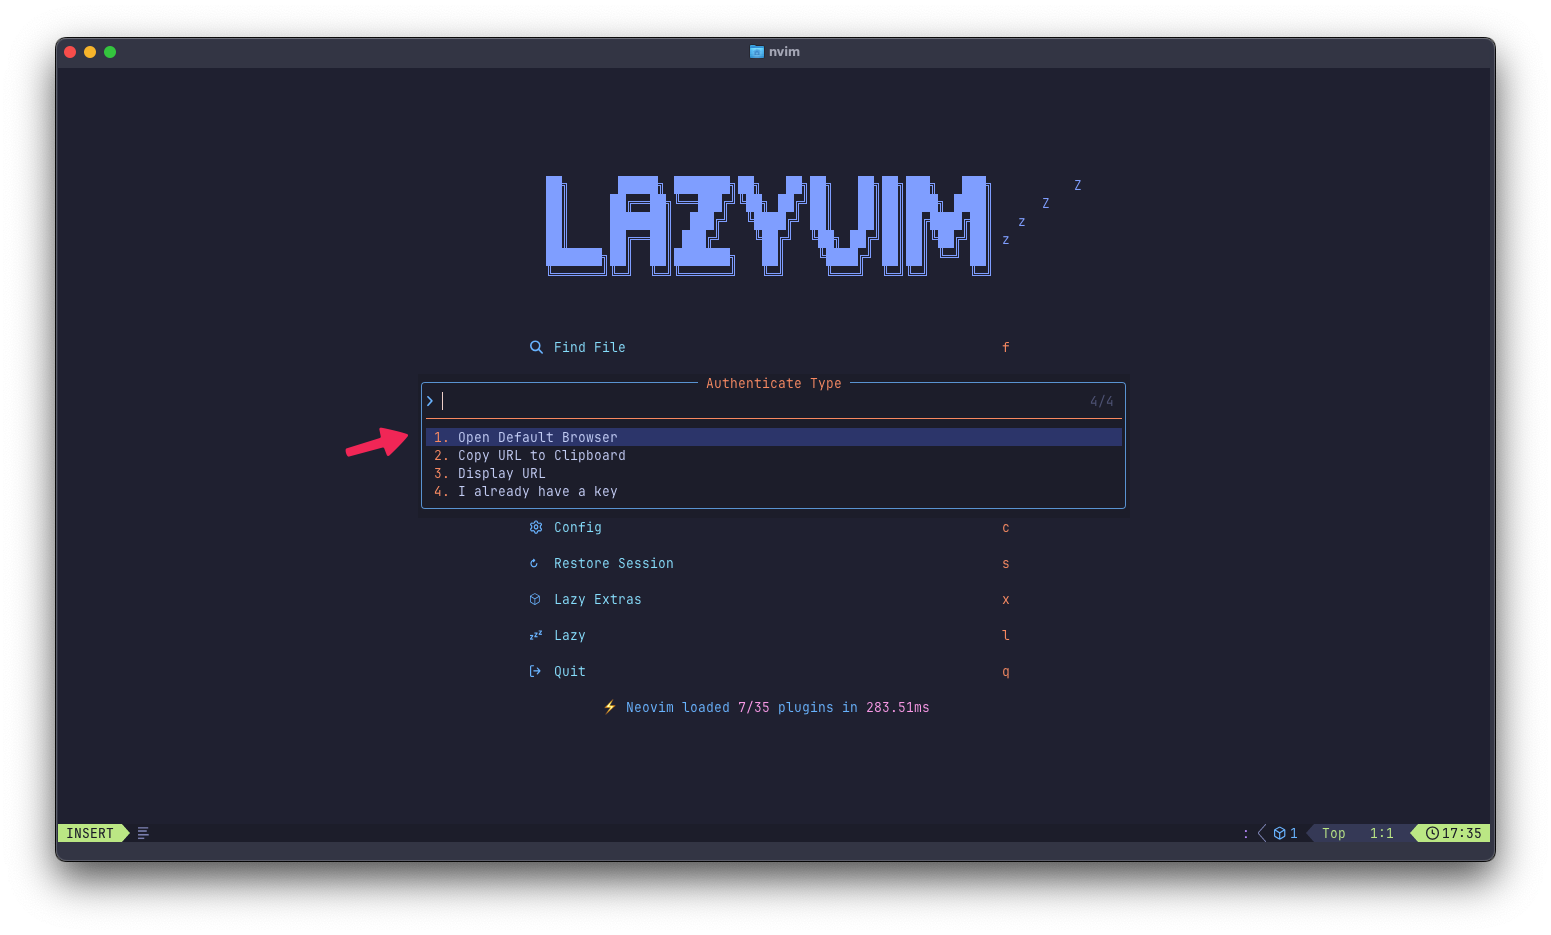 nvim
LAZYVIM
Z
Z
z
z
Find File f
Authenticate Type
> 4/4
1. Open Default Browser
2. Copy URL to Clipboard
3. Display URL
4. I already have a key
Config c
Restore Session s
Lazy Extras x
zzz Lazy l
Quit q
⚡ Neovim loaded 7/35 plugins in 283.51ms
INSERT : 1 Top 1:1 17:35